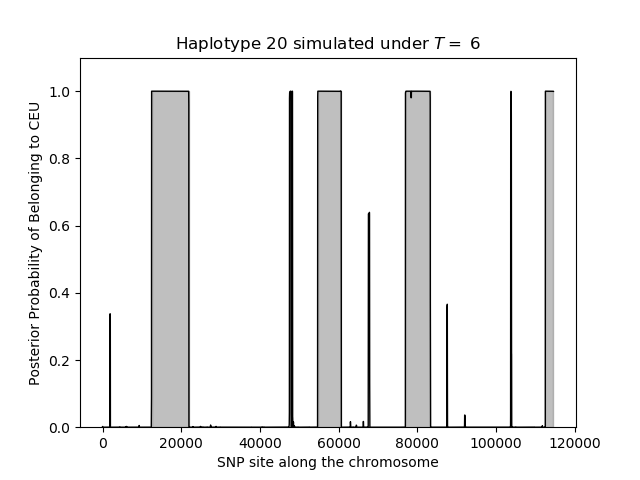 Haplotype 20 simulated under T = 6
Posterior Probability of Belonging to CEU
1.0
0.8
0.6
0.4
0.2
0.0
0 20000 40000 60000 80000 100000 120000
SNP site along the chromosome